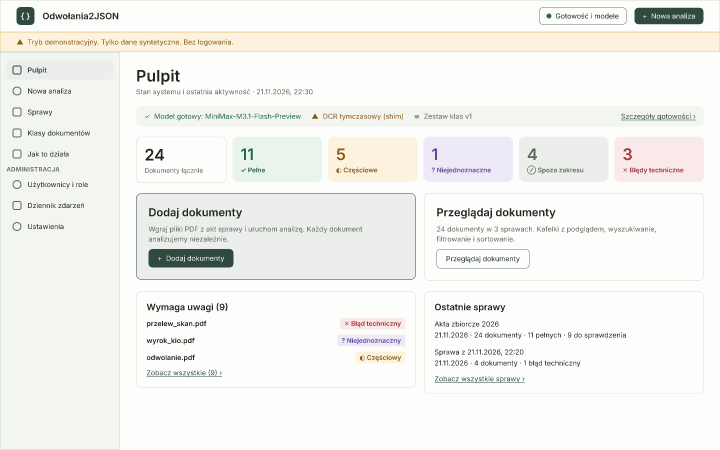 { } Odwołania2JSON
● Gotowość i modele
+ Nowa analiza
▲ Tryb demonstracyjny. Tylko dane syntetyczne. Bez logowania.
Pulpit
Nowa analiza
Sprawy
Klasy dokumentów
Jak to działa
ADMINISTRACJA
Użytkownicy i role
Dziennik zdarzeń
Ustawienia
Pulpit
Stan systemu i ostatnia aktywność · 21.11.2026, 22:30
✓ Model gotowy: MiniMax-M3.1-Flash-Preview ▲ OCR tymczasowy (shim) ≡ Zestaw klas v1 Szczegóły gotowości ›
24
Dokumenty łącznie
11
✓ Pełne
5
◐ Częściowe
1
? Niejednoznaczne
4
Spoza zakresu
3
✕ Błędy techniczne
Dodaj dokumenty
Wgraj pliki PDF z akt sprawy i uruchom analizę. Każdy dokument
analizujemy niezależnie.
+ Dodaj dokumenty
Przeglądaj dokumenty
24 dokumenty w 3 sprawach. Kafelki z podglądem, wyszukiwanie,
filtrowanie i sortowanie.
Przeglądaj dokumenty
Wymaga uwagi (9)
przelew_skan.pdf ✕ Błąd techniczny
wyrok_kio.pdf ? Niejednoznaczny
odwolanie.pdf ◐ Częściowy
Zobacz wszystkie (9) ›
Ostatnie sprawy
Akta zbiorcze 2026
21.11.2026 · 24 dokumenty · 11 pełnych · 9 do sprawdzenia
Sprawa z 21.11.2026, 22:20
21.11.2026 · 4 dokumenty · 1 błąd techniczny
Zobacz wszystkie sprawy ›